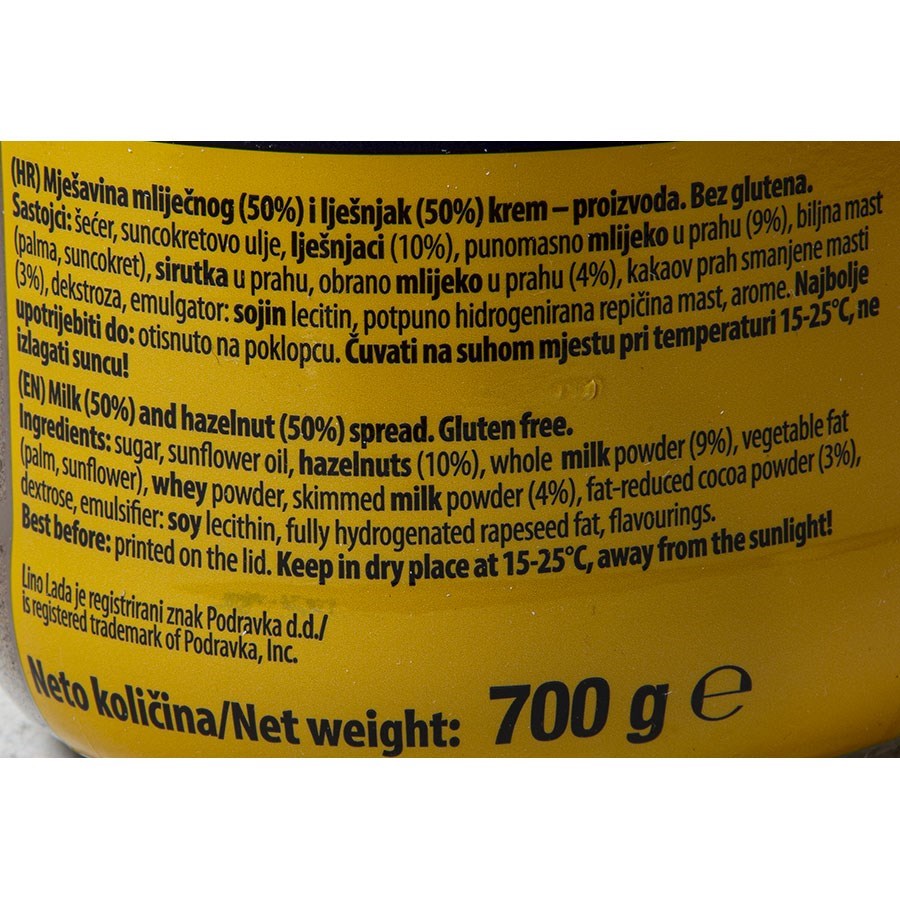 (HR) Mješavina mliječnog (50%) i lješnjak (50%) krem – proizvoda. Bez glutena.
Sastojci: šećer, suncokretovo ulje, lješnjaci (10%), punomasno mlijeko u prahu (9%), biljna mast
(palma, suncokret), sirutka u prahu, obrano mlijeko u prahu (4%), kakaov prah smanjene masti
(3%), dekstroza, emulgator: sojin lecitin, potpuno hidrogenirana repičina mast, arome. Najbolje
upotrijebiti do: otisnuto na poklopcu. Čuvati na suhom mjestu pri temperaturi 15-25°C, ne
izlagati suncu!
(EN) Milk (50%) and hazelnut (50%) spread. Gluten free.
Ingredients: sugar, sunflower oil, hazelnuts (10%), whole milk powder (9%), vegetable fat
(palm, sunflower), whey powder, skimmed milk powder (4%), fat-reduced cocoa powder (3%),
dextrose, emulsifier: soy lecithin, fully hydrogenated rapeseed fat, flavourings.
Best before: printed on the lid. Keep in dry place at 15-25°C, away from the sunlight!
Lino Lada je registrirani znak Podravka d.d./
is registered trademark of Podravka, Inc.
Neto količina/Net weight: 700 g ℮